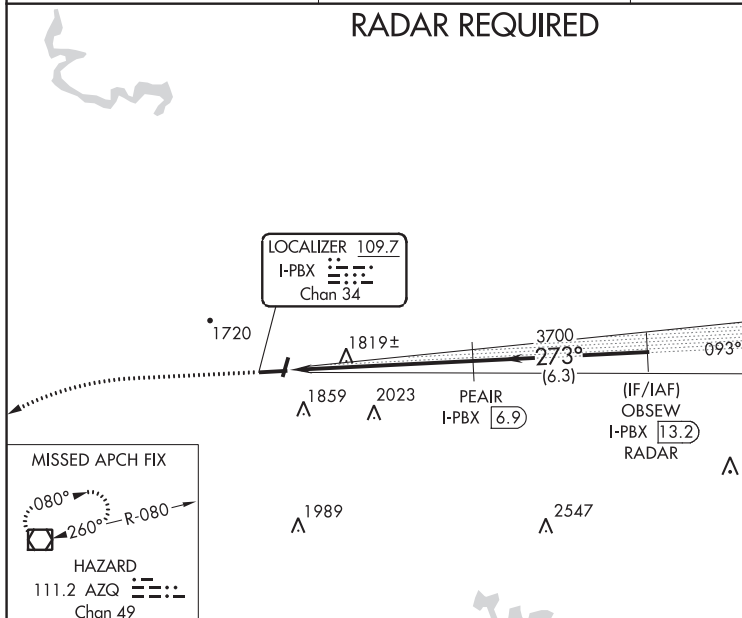 RADAR REQUIRED
LOCALIZER 109.7
I-PBX
Chan 34
1720
1819±
3700
273°
(6.3)
093°
1859
2023
PEAIR
I-PBX 6.9
(IF/IAF)
OBSEW
I-PBX 13.2
RADAR
MISSED APCH FIX
080°
260°
R-080
HAZARD
111.2 AZQ
Chan 49
1989
2547